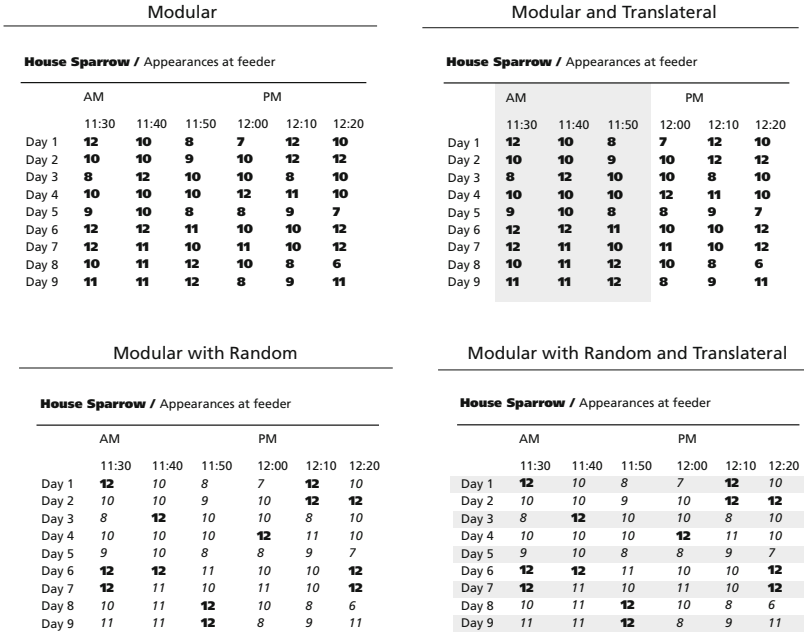 Modular
House Sparrow / Appearances at feeder
AM PM
11:30 11:40 11:50 12:00 12:10 12:20
Day 1 12 10 8 7 12 10
Day 2 10 10 9 10 12 12
Day 3 8 12 10 10 8 10
Day 4 10 10 10 12 11 10
Day 5 9 10 8 8 9 7
Day 6 12 12 11 10 10 12
Day 7 12 11 10 11 10 12
Day 8 10 11 12 10 8 6
Day 9 11 11 12 8 9 11
Modular and Translateral
House Sparrow / Appearances at feeder
AM PM
11:30 11:40 11:50 12:00 12:10 12:20
Day 1 12 10 8 7 12 10
Day 2 10 10 9 10 12 12
Day 3 8 12 10 10 8 10
Day 4 10 10 10 12 11 10
Day 5 9 10 8 8 9 7
Day 6 12 12 11 10 10 12
Day 7 12 11 10 11 10 12
Day 8 10 11 12 10 8 6
Day 9 11 11 12 8 9 11
Modular with Random
House Sparrow / Appearances at feeder
AM PM
11:30 11:40 11:50 12:00 12:10 12:20
Day 1 12 10 8 7 12 10
Day 2 10 10 9 10 12 12
Day 3 8 12 10 10 8 10
Day 4 10 10 10 12 11 10
Day 5 9 10 8 8 9 7
Day 6 12 12 11 10 10 12
Day 7 12 11 10 11 10 12
Day 8 10 11 12 10 8 6
Day 9 11 11 12 8 9 11
Modular with Random and Translateral
House Sparrow / Appearances at feeder
AM PM
11:30 11:40 11:50 12:00 12:10 12:20
Day 1 12 10 8 7 12 10
Day 2 10 10 9 10 12 12
Day 3 8 12 10 10 8 10
Day 4 10 10 10 12 11 10
Day 5 9 10 8 8 9 7
Day 6 12 12 11 10 10 12
Day 7 12 11 10 11 10 12
Day 8 10 11 12 10 8 6
Day 9 11 11 12 8 9 11